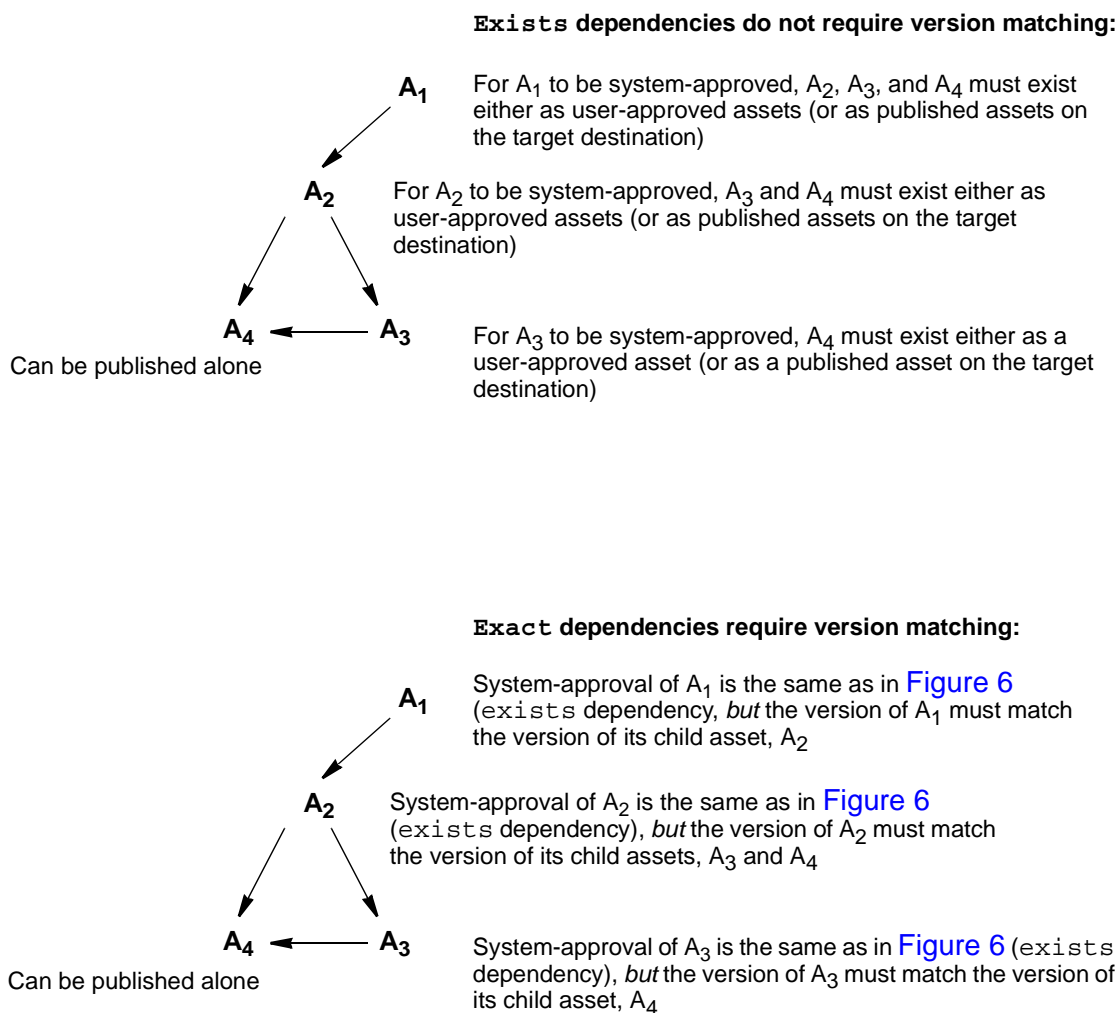 Exists dependencies do not require version matching:
A1
For A1 to be system-approved, A2, A3, and A4 must exist
either as user-approved assets (or as published assets on
the target destination)
A2
For A2 to be system-approved, A3 and A4 must exist either as
user-approved assets (or as published assets on the target
destination)
A4
A3
Can be published alone
For A3 to be system-approved, A4 must exist either as a
user-approved asset (or as a published asset on the target
destination)
Exact dependencies require version matching:
A1
System-approval of A1 is the same as in Figure 6
(exists dependency, but the version of A1 must match
the version of its child asset, A2
A2
System-approval of A2 is the same as in Figure 6
(exists dependency), but the version of A2 must match
the version of its child assets, A3 and A4
A4
A3
Can be published alone
System-approval of A3 is the same as in Figure 6 (exists
dependency), but the version of A3 must match the version of
its child asset, A4